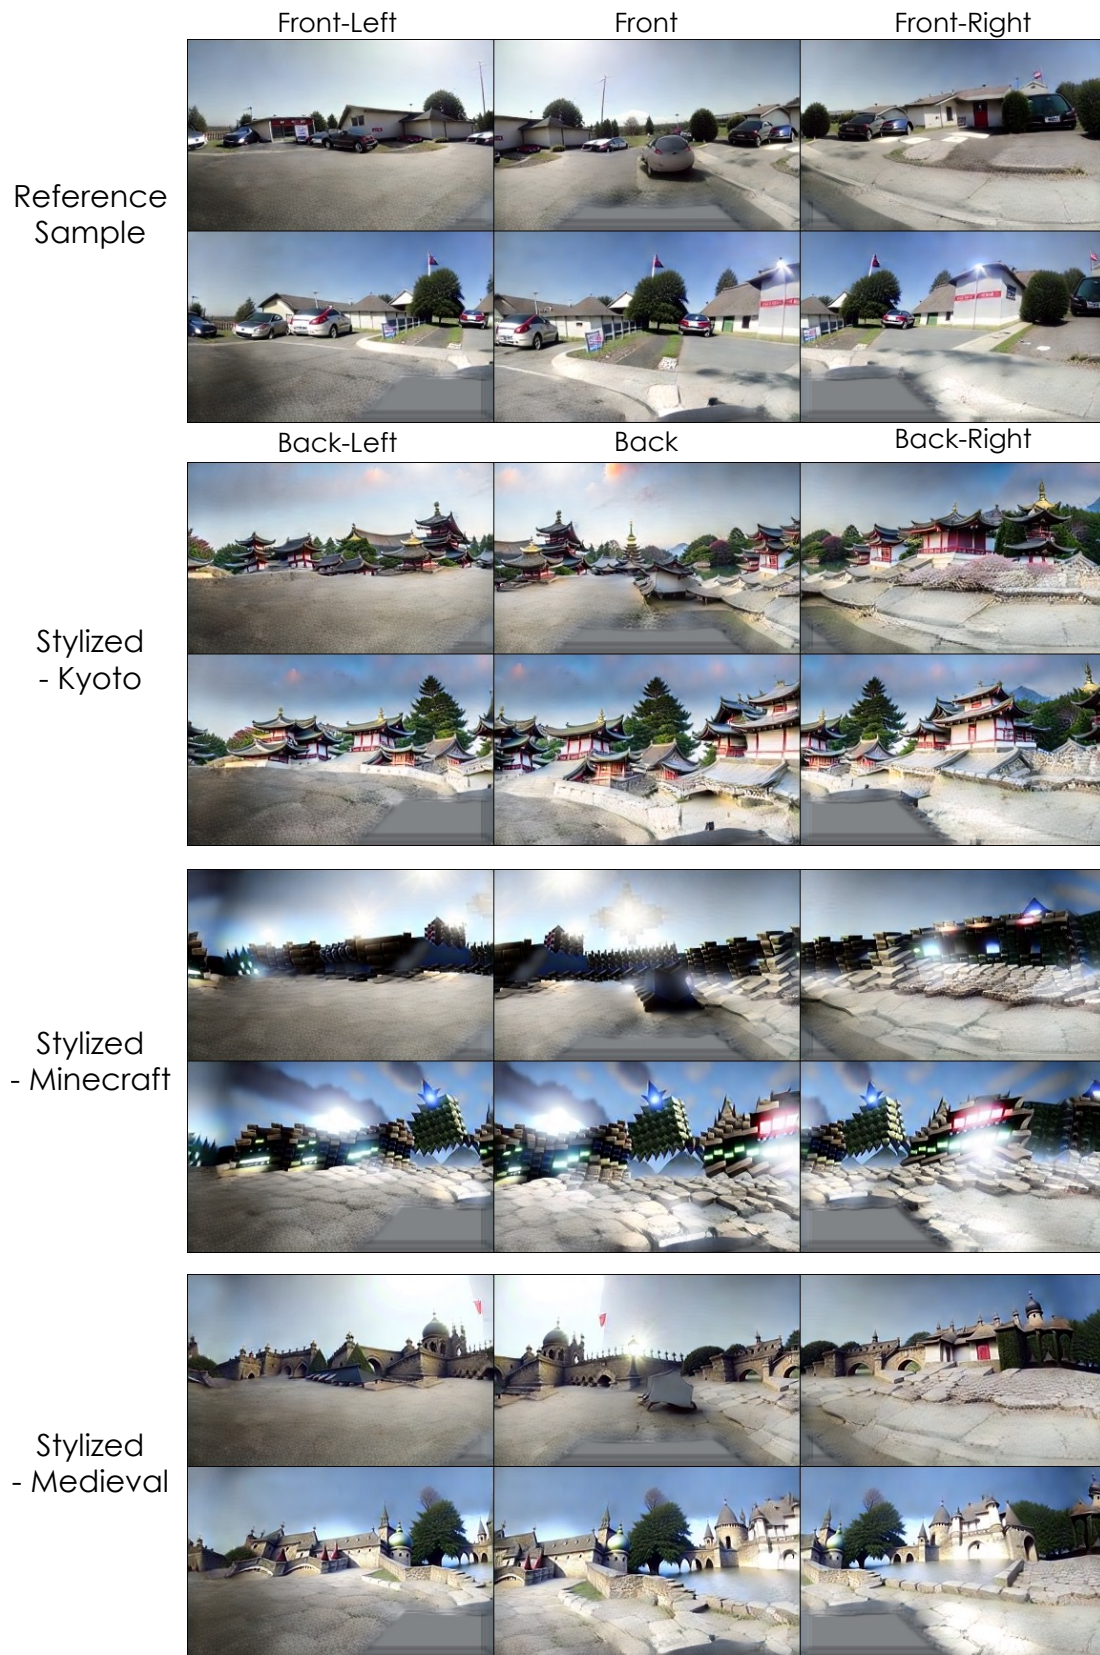 Front-Left
Front
Front-Right
Reference
Sample
Back-Left
Back
Back-Right
Stylized
- Kyoto
Stylized
- Minecraft
Stylized
- Medieval